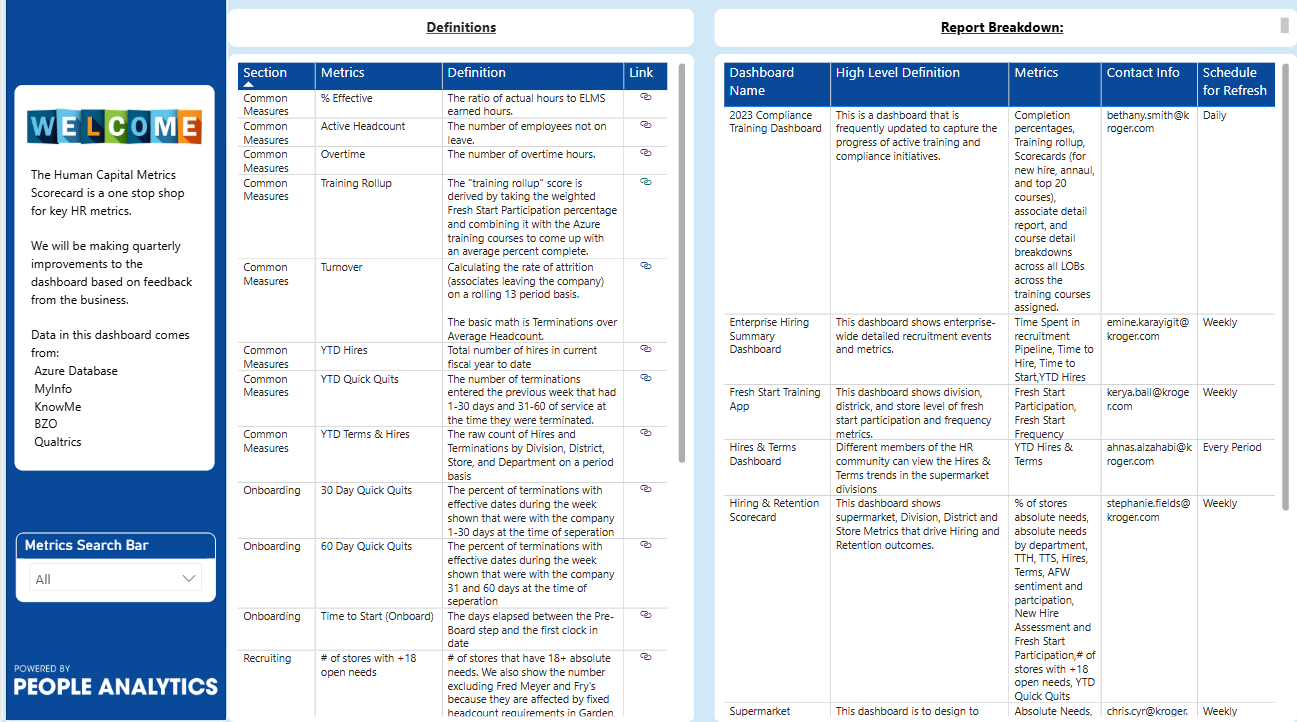 WELCOME
The Human Capital Metrics
Scorecard is a one stop shop
for key HR metrics.
We will be making quarterly
improvements to the
dashboard based on feedback
from the business.
Data in this dashboard comes
from:
Azure Database
MyInfo
KnowMe
BZO
Qualtrics
Metrics Search Bar
All
POWERED BY
PEOPLE ANALYTICS
Definitions
Section Metrics Definition Link
Common
Measures
% Effective
The ratio of actual hours to ELMS
earned hours.
Common
Measures
Active Headcount
The number of employees not on
leave.
Common
Measures
Overtime
The number of overtime hours.
Common
Measures
Training Rollup
The "training rollup" score is
derived by taking the weighted
Fresh Start Participation percentage
and combining it with the Azure
training courses to come up with
an average percent complete.
Common
Measures
Turnover
Calculating the rate of attrition
(associates leaving the company)
on a rolling 13 period basis.
The basic math is Terminations over
Average Headcount.
Common
Measures
YTD Hires
Total number of hires in current
fiscal year to date
Common
Measures
YTD Quick Quits
The number of terminations
entered the previous week that had
1-30 days and 31-60 of service at
the time they were terminated.
Common
Measures
YTD Terms & Hires
The raw count of Hires and
Terminations by Division, District,
Store, and Department on a period
basis
Onboarding
30 Day Quick Quits
The percent of terminations with
effective dates during the week
shown that were with the company
1-30 days at the time of seperation
Onboarding
60 Day Quick Quits
The percent of terminations with
effective dates during the week
shown that were with the company
31 and 60 days at the time of
seperation
Onboarding
Time to Start (Onboard)
The days elapsed between the Pre-
Board step and the first clock in
date
Recruiting
# of stores with +18
open needs
# of stores that have 18+ absolute
needs. We also show the number
excluding Fred Meyer and Fry's
because they are affected by fixed
headcount requirements in Garden,
Report Breakdown:
Dashboard
Name
High Level Definition
Metrics
Contact Info
Schedule
for Refresh
2023 Compliance
Training Dashboard
This is a dashboard that is
frequently updated to capture the
progress of active training and
compliance initiatives.
Completion
percentages,
Training rollup,
Scorecards (for
new hire, annaul,
and top 20
courses),
associate detail
report, and
course detail
breakdowns
across all LOBs
across the
training courses
assigned.
bethany.smith@k
roger.com
Daily
Enterprise Hiring
Summary
Dashboard
This dashboard shows enterprise-
wide detailed recruitment events
and metrics.
Time Spent in
recruitment
Pipeline, Time to
Hire, Time to
Start,YTD Hires
emine.karayigit@
kroger.com
Weekly
Fresh Start Training
App
This dashboard shows division,
districk, and store level of fresh
start participation and frequency
metrics.
Fresh Start
Participation,
Fresh Start
Frequency
kerya.ball@kroge
r.com
Weekly
Hires & Terms
Dashboard
Different members of the HR
community can view the Hires &
Terms trends in the supermarket
divisions
YTD Hires &
Terms
ahnas.alzahabi@k
roger.com
Every Period
Hiring & Retention
Scorecard
This dashboard shows
supermarket, Division, District and
Store Metrics that drive Hiring and
Retention outcomes.
% of stores
absolute needs,
absolute needs
by department,
TTH, TTS, Hires,
Terms, AFW
sentiment and
partcipation,
New Hire
Assessment and
Fresh Start
Participation,# of
stores with +18
open needs, YTD
Quick Quits
stephanie.fields@
kroger.com
Weekly
Supermarket
This dashboard is to design to
Absolute Needs,
chris.cyr@kroger.
Weekly